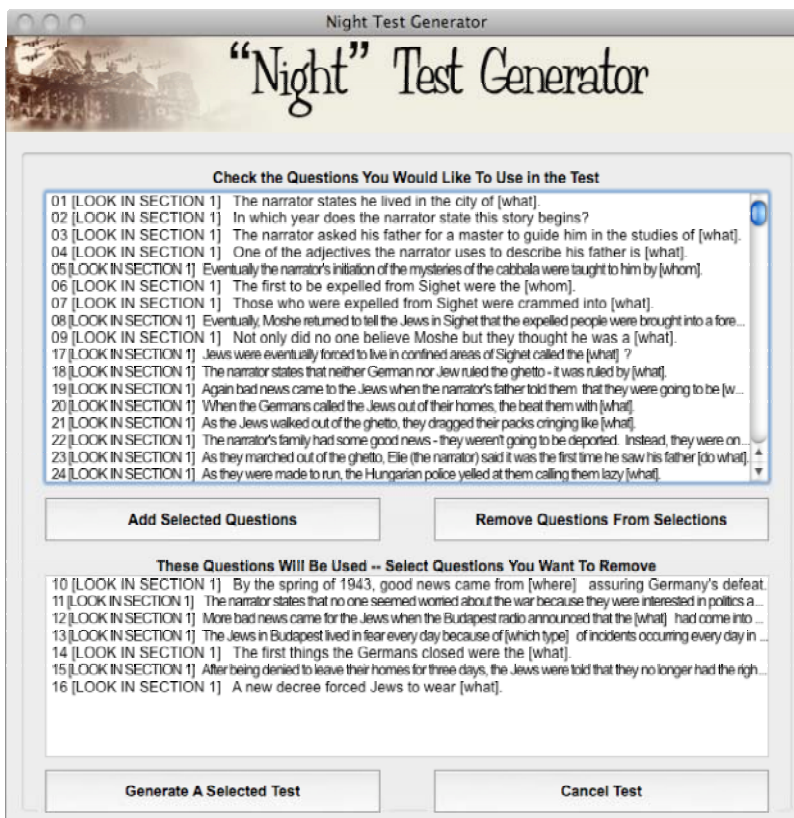 Night Test Generator
“Night” Test Generator
Check the Questions You Would Like To Use in the Test
01 [LOOK IN SECTION 1] The narrator states he lived in the city of [what].
02 [LOOK IN SECTION 1] In which year does the narrator state this story begins?
03 [LOOK IN SECTION 1] The narrator asked his father for a master to guide him in the studies of [what].
04 [LOOK IN SECTION 1] One of the adjectives the narrator uses to describe his father is [what].
05 [LOOK IN SECTION 1] Eventually the narrator's initiation of the mysteries of the cabbala were taught to him by [whom].
06 [LOOK IN SECTION 1] The first to be expelled from Sighet were the [whom].
07 [LOOK IN SECTION 1] Those who were expelled from Sighet were crammed into [what].
08 [LOOK IN SECTION 1] Eventually, Moshe returned to tell the Jews in Sighet that the expelled people were brought into a fore...
09 [LOOK IN SECTION 1] Not only did no one believe Moshe but they thought he was a [what].
17 [LOOK IN SECTION 1] Jews were eventually forced to live in confined areas of Sighet called the [what] ?
18 [LOOK IN SECTION 1] The narrator states that neither German nor Jew ruled the ghetto - it was ruled by [what].
19 [LOOK IN SECTION 1] Again bad news came to the Jews when the narrator's father told them that they were going to be [w...
20 [LOOK IN SECTION 1] When the Germans called the Jews out of their homes, the beat them with [what].
21 [LOOK IN SECTION 1] As the Jews walked out of the ghetto, they dragged their packs cringing like [what].
22 [LOOK IN SECTION 1] The narrator's family had some good news - they weren't going to be deported. Instead, they were on...
23 [LOOK IN SECTION 1] As they marched out of the ghetto, Elie (the narrator) said it was the first time he saw his father [do what].
24 [LOOK IN SECTION 1] As they were made to run, the Hungarian police yelled at them calling them lazy [what].
Add Selected Questions
Remove Questions From Selections
These Questions Will Be Used -- Select Questions You Want To Remove
10 [LOOK IN SECTION 1] By the spring of 1943, good news came from [where] assuring Germany's defeat.
11 [LOOK IN SECTION 1] The narrator states that no one seemed worried about the war because they were interested in politics a...
12 [LOOK IN SECTION 1] More bad news came for the Jews when the Budapest radio announced that the [what] had come into ...
13 [LOOK IN SECTION 1] The Jews in Budapest lived in fear every day because of [which type] of incidents occurring every day in ...
14 [LOOK IN SECTION 1] The first things the Germans closed were the [what].
15 [LOOK IN SECTION 1] After being denied to leave their homes for three days, the Jews were told that they no longer had the righ...
16 [LOOK IN SECTION 1] A new decree forced Jews to wear [what].
Generate A Selected Test
Cancel Test